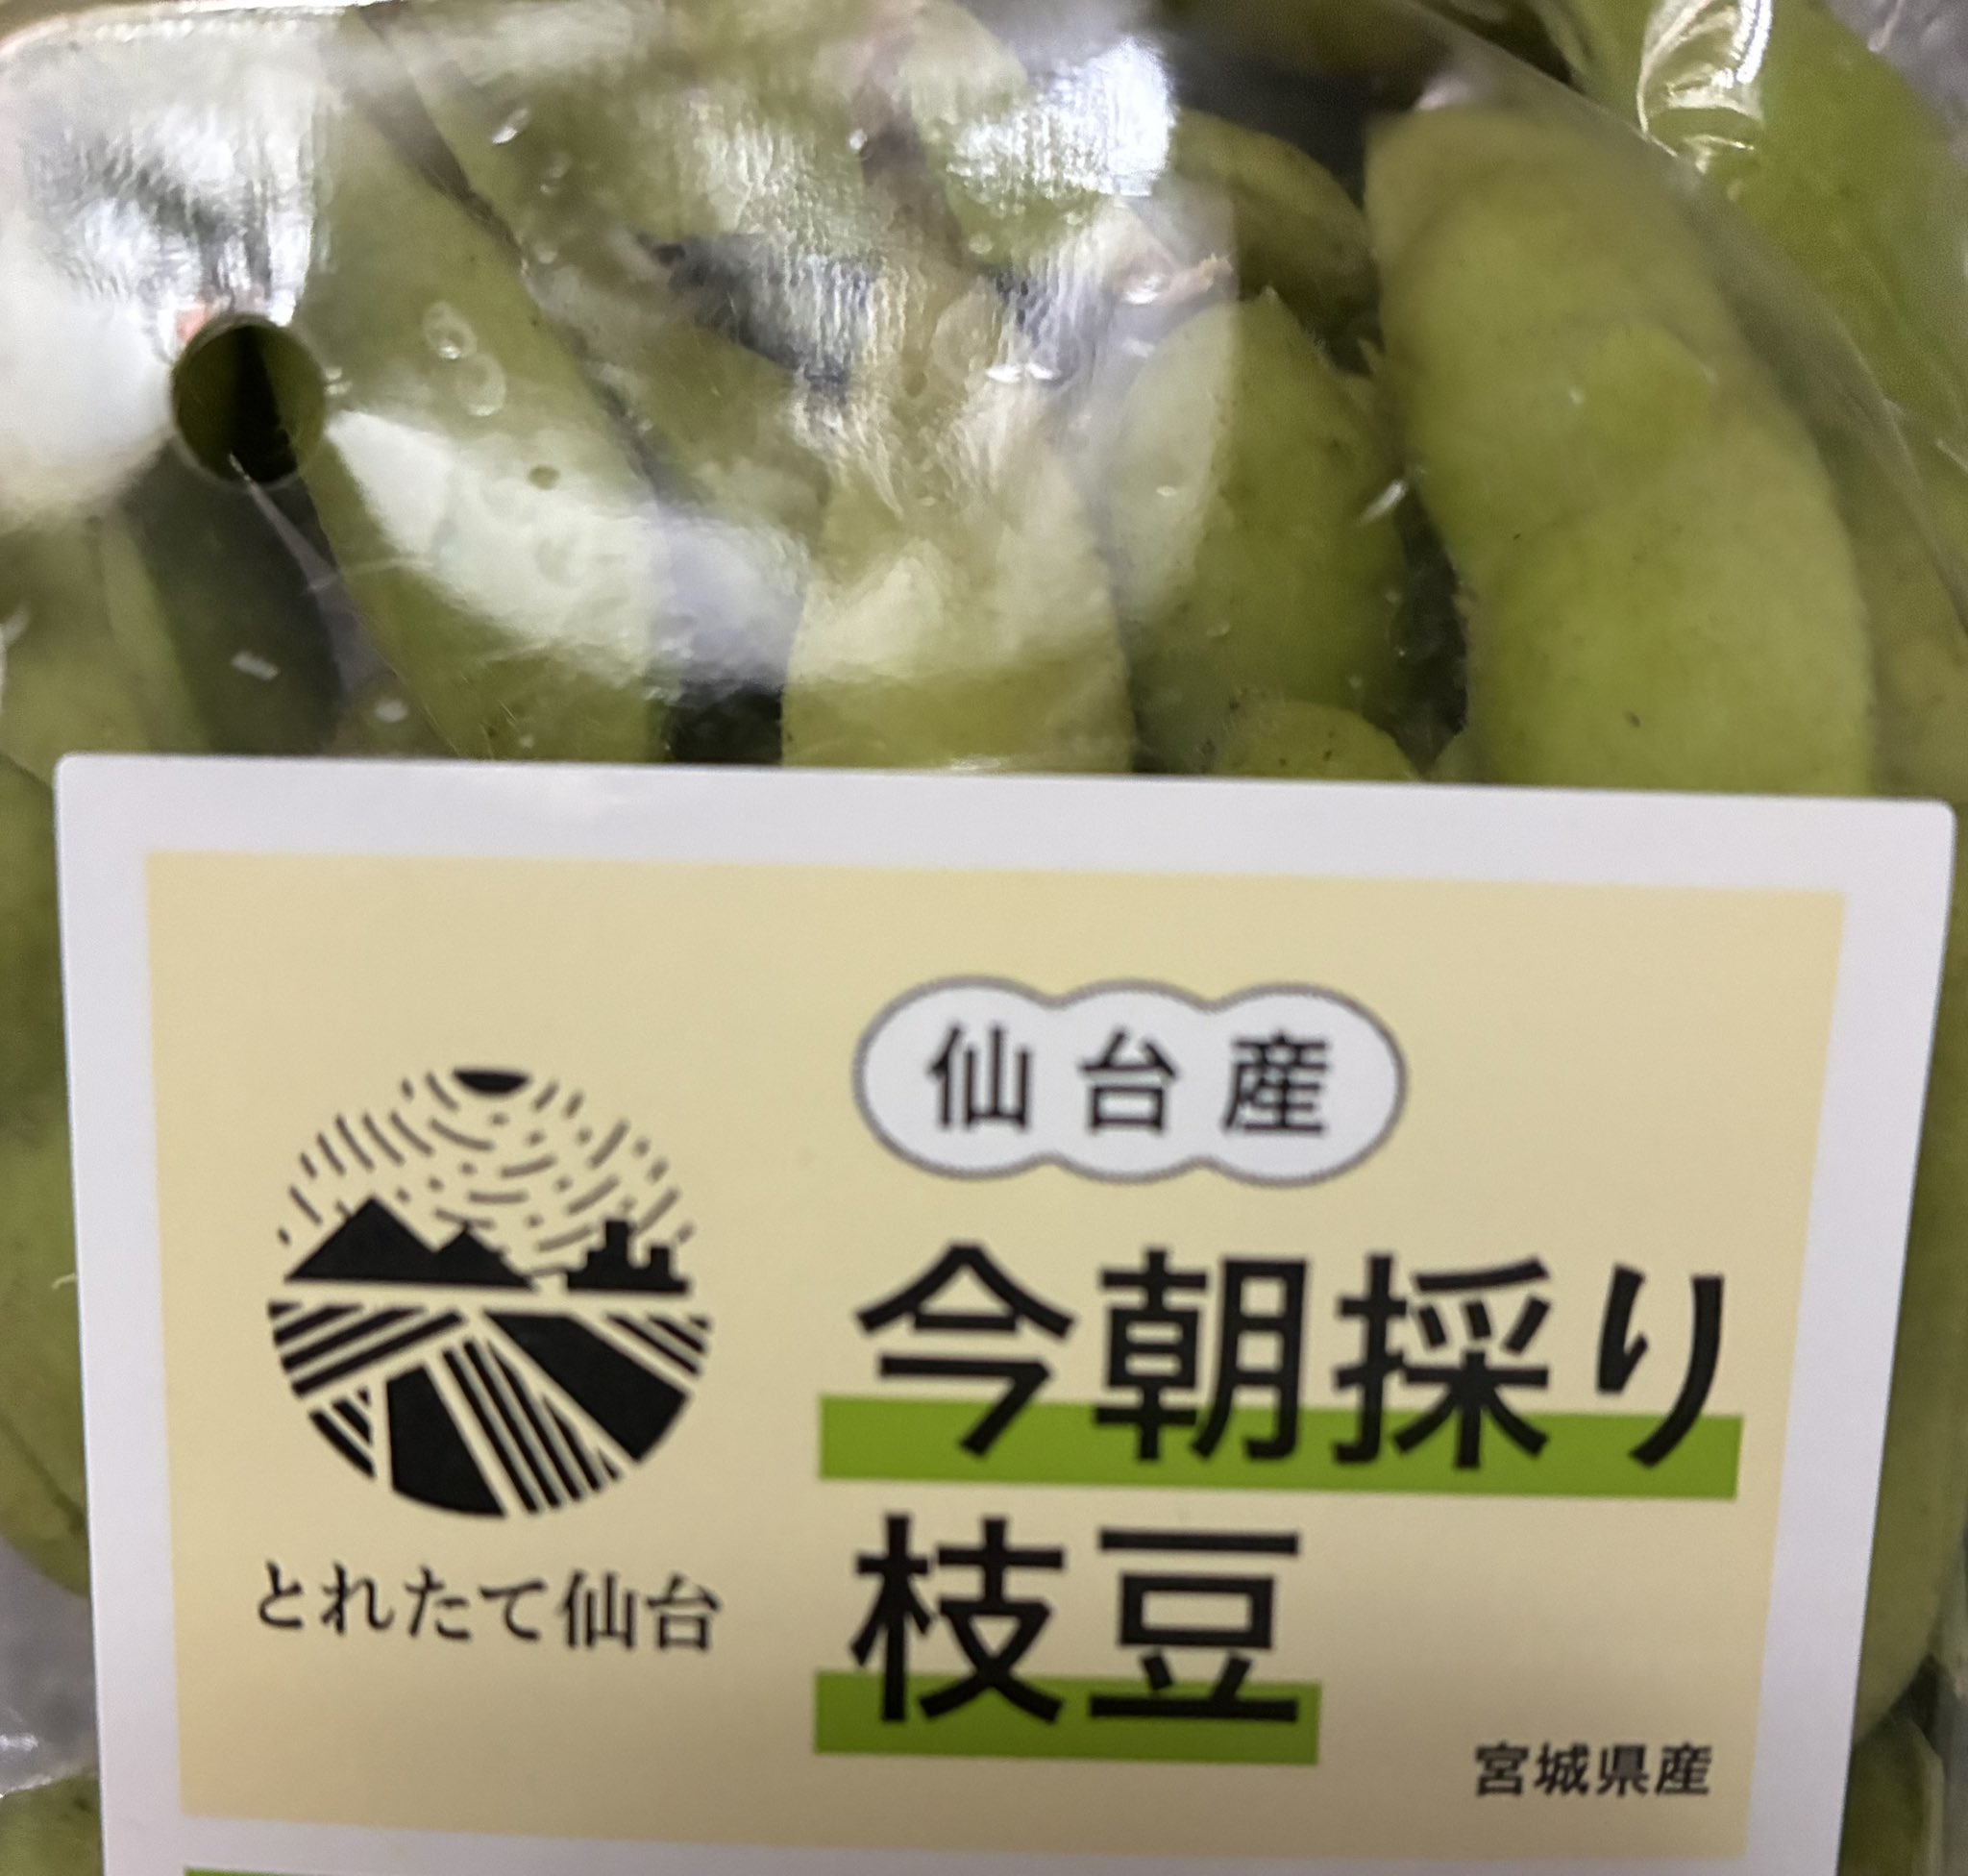 仙台産
今朝採り
枝豆
とれたて仙台
宮城県産